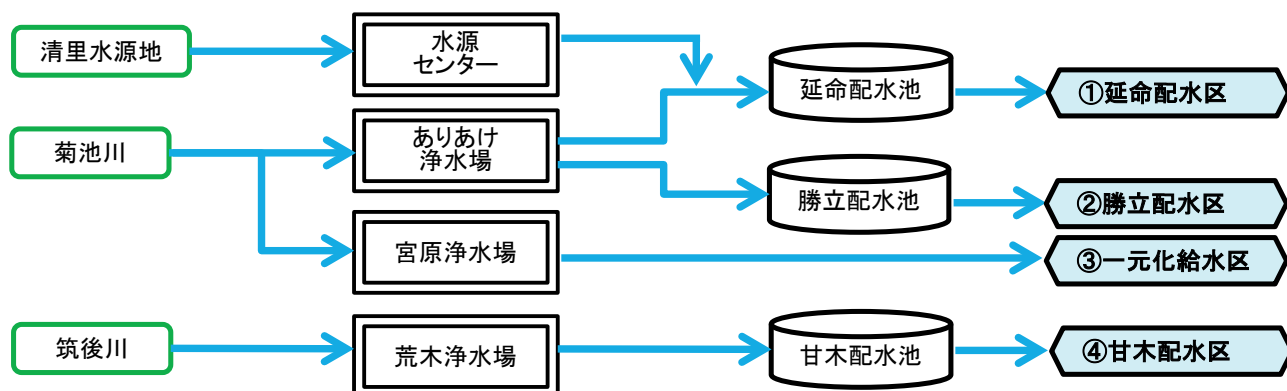 清里水源地
水源
センター
延命配水池
①延命配水区
菊池川
ありあけ
浄水場
勝立配水池
②勝立配水区
宮原浄水場
③一元化給水区
筑後川
荒木浄水場
甘木配水池
④甘木配水区